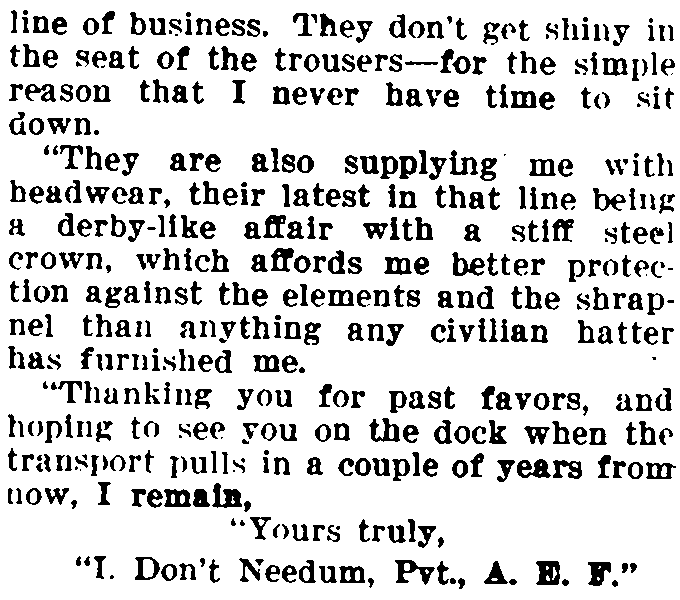 line of business. They don't get shiny in
the seat of the trousers—for the simple
reason that I never have time to sit
down.
"They are also supplying me with
headwear, their latest in that line being
a derby-like affair with a stiff steel
crown, which affords me better protec-
tion against the elements and the shrap-
nel than anything any civilian hatter
has furnished me.
"Thanking you for past favors, and
hoping to see you on the dock when the
transport pulls in a couple of years from
now, I remain,
"Yours truly,
"I. Don't Needum, Pvt., A. E. F."